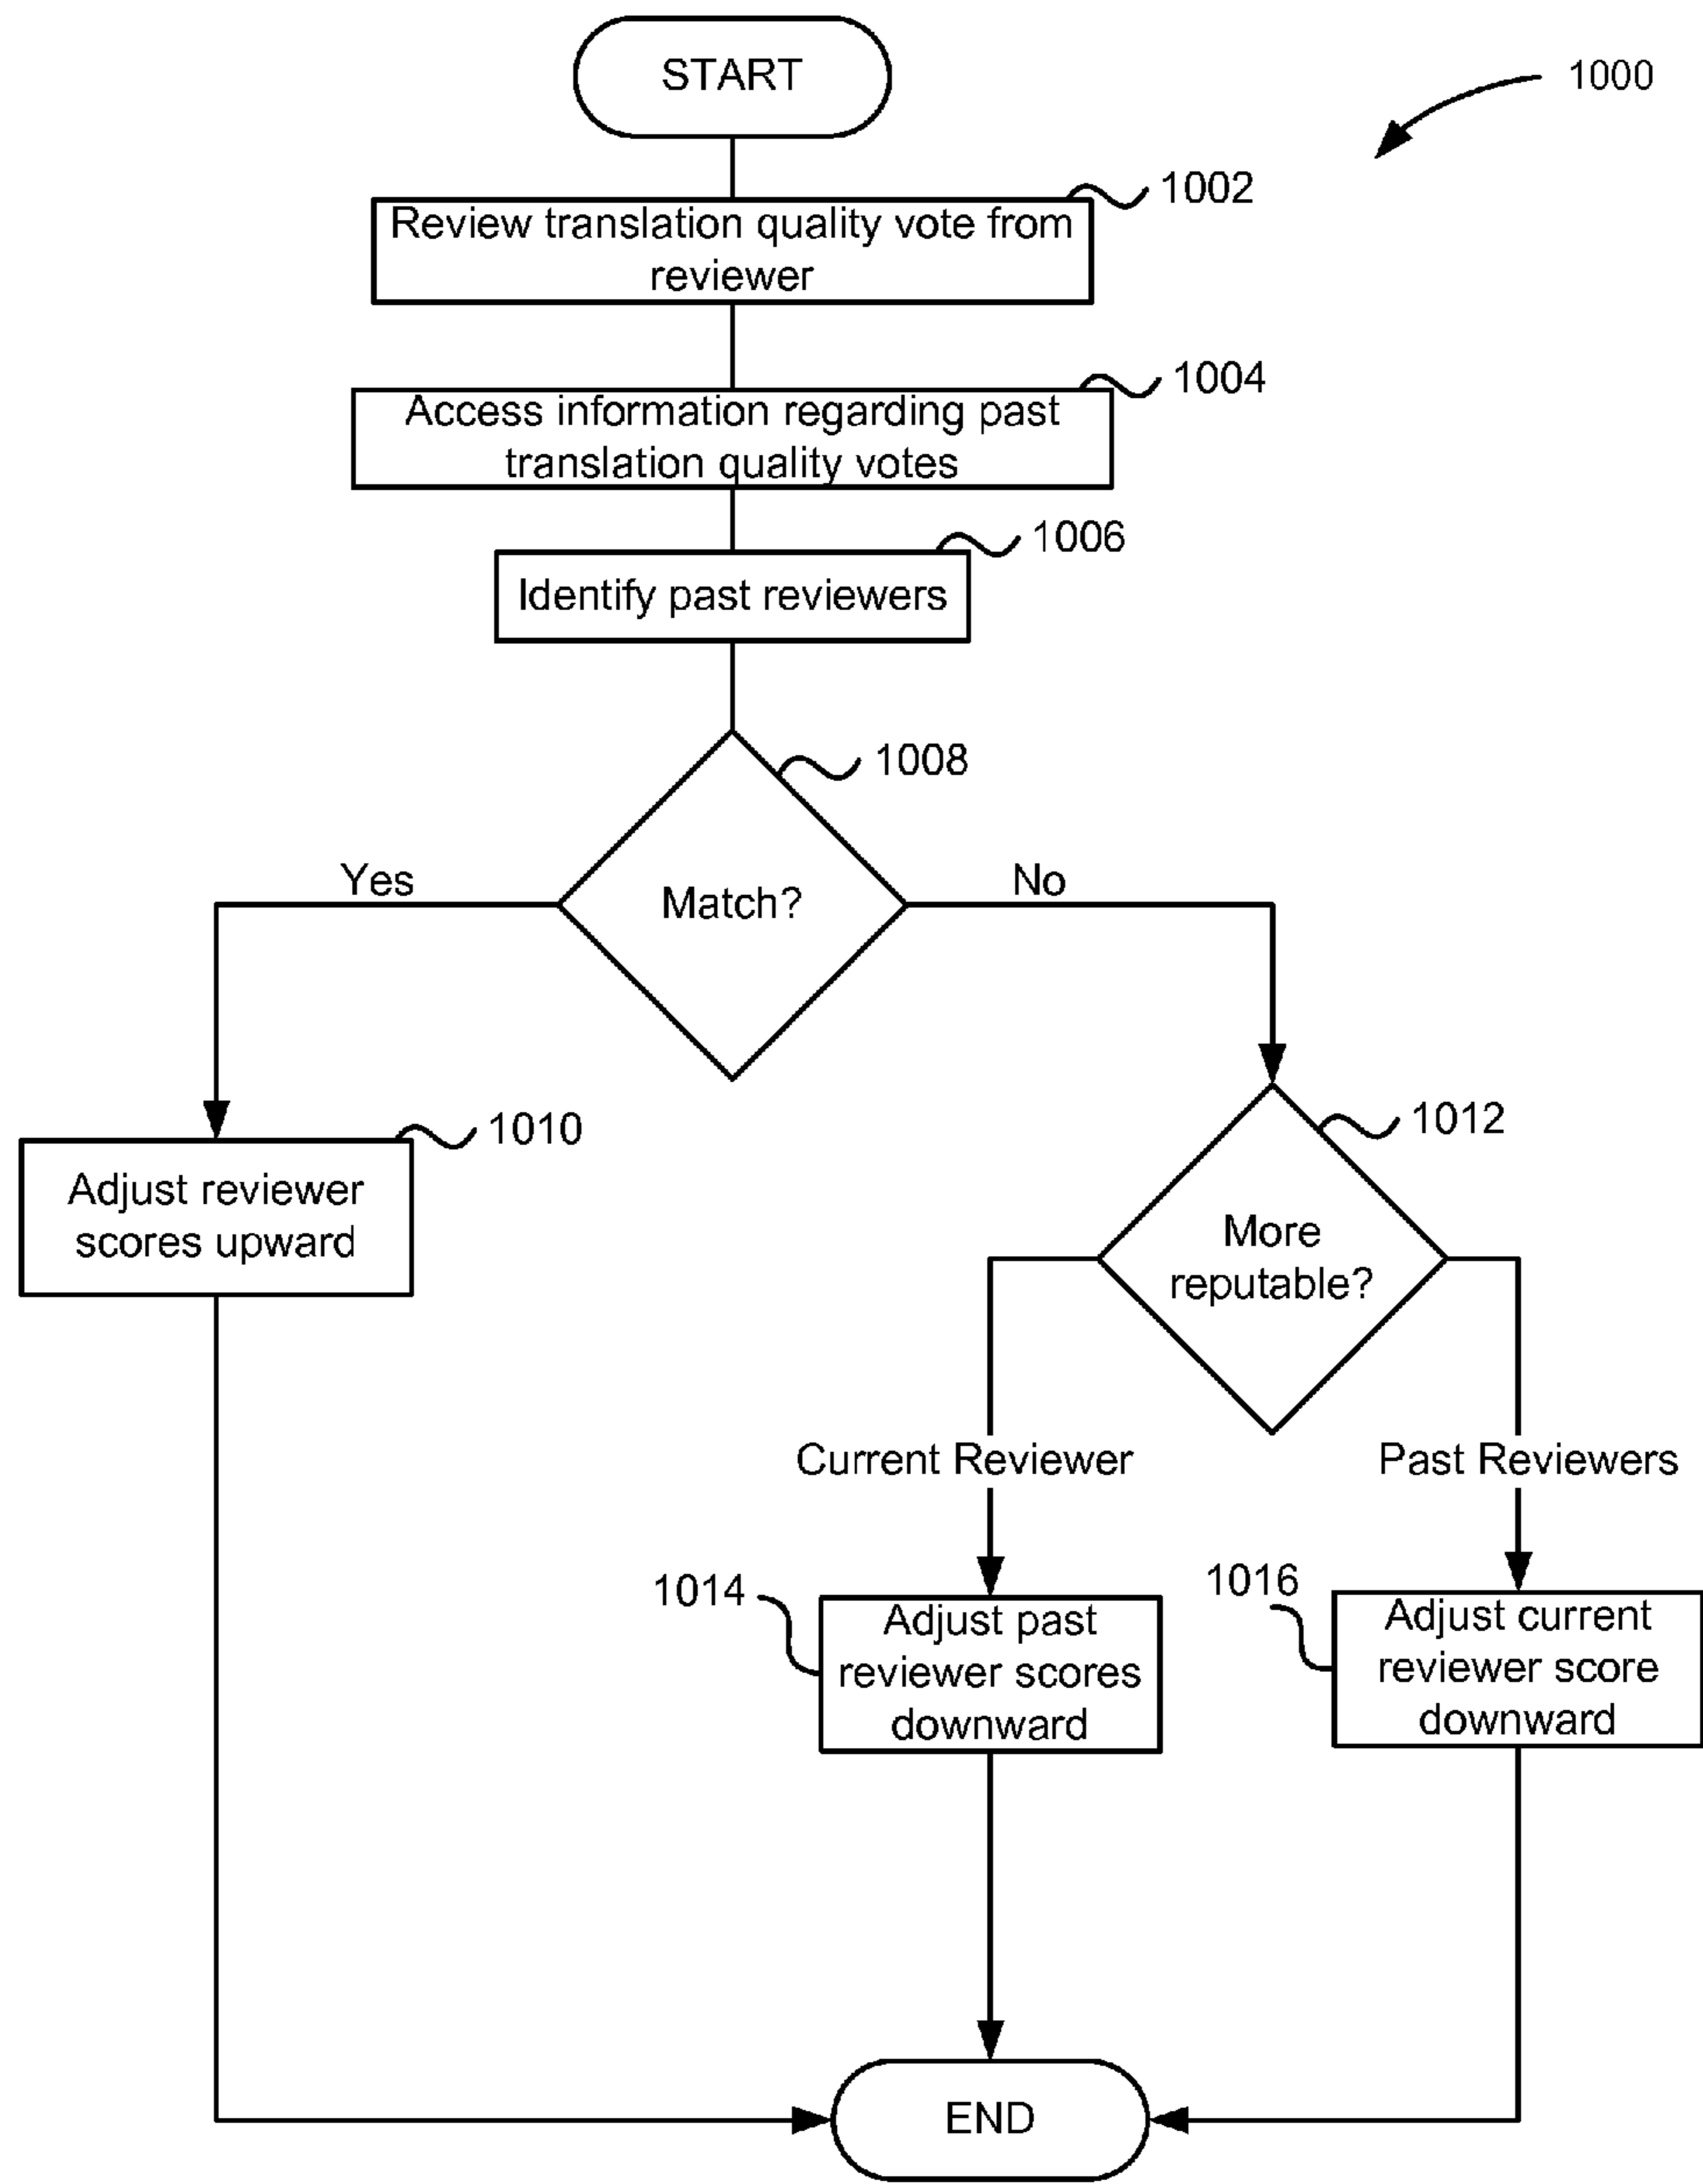 START
1000
1002
Review translation quality vote from
reviewer
1004
Access information regarding past
translation quality votes
1006
Identify past reviewers
1008
Yes
Match?
No
1010
Adjust reviewer
scores upward
1012
More
reputable?
Current Reviewer
Past Reviewers
1014
Adjust past
reviewer scores
downward
1016
Adjust current
reviewer score
downward
END